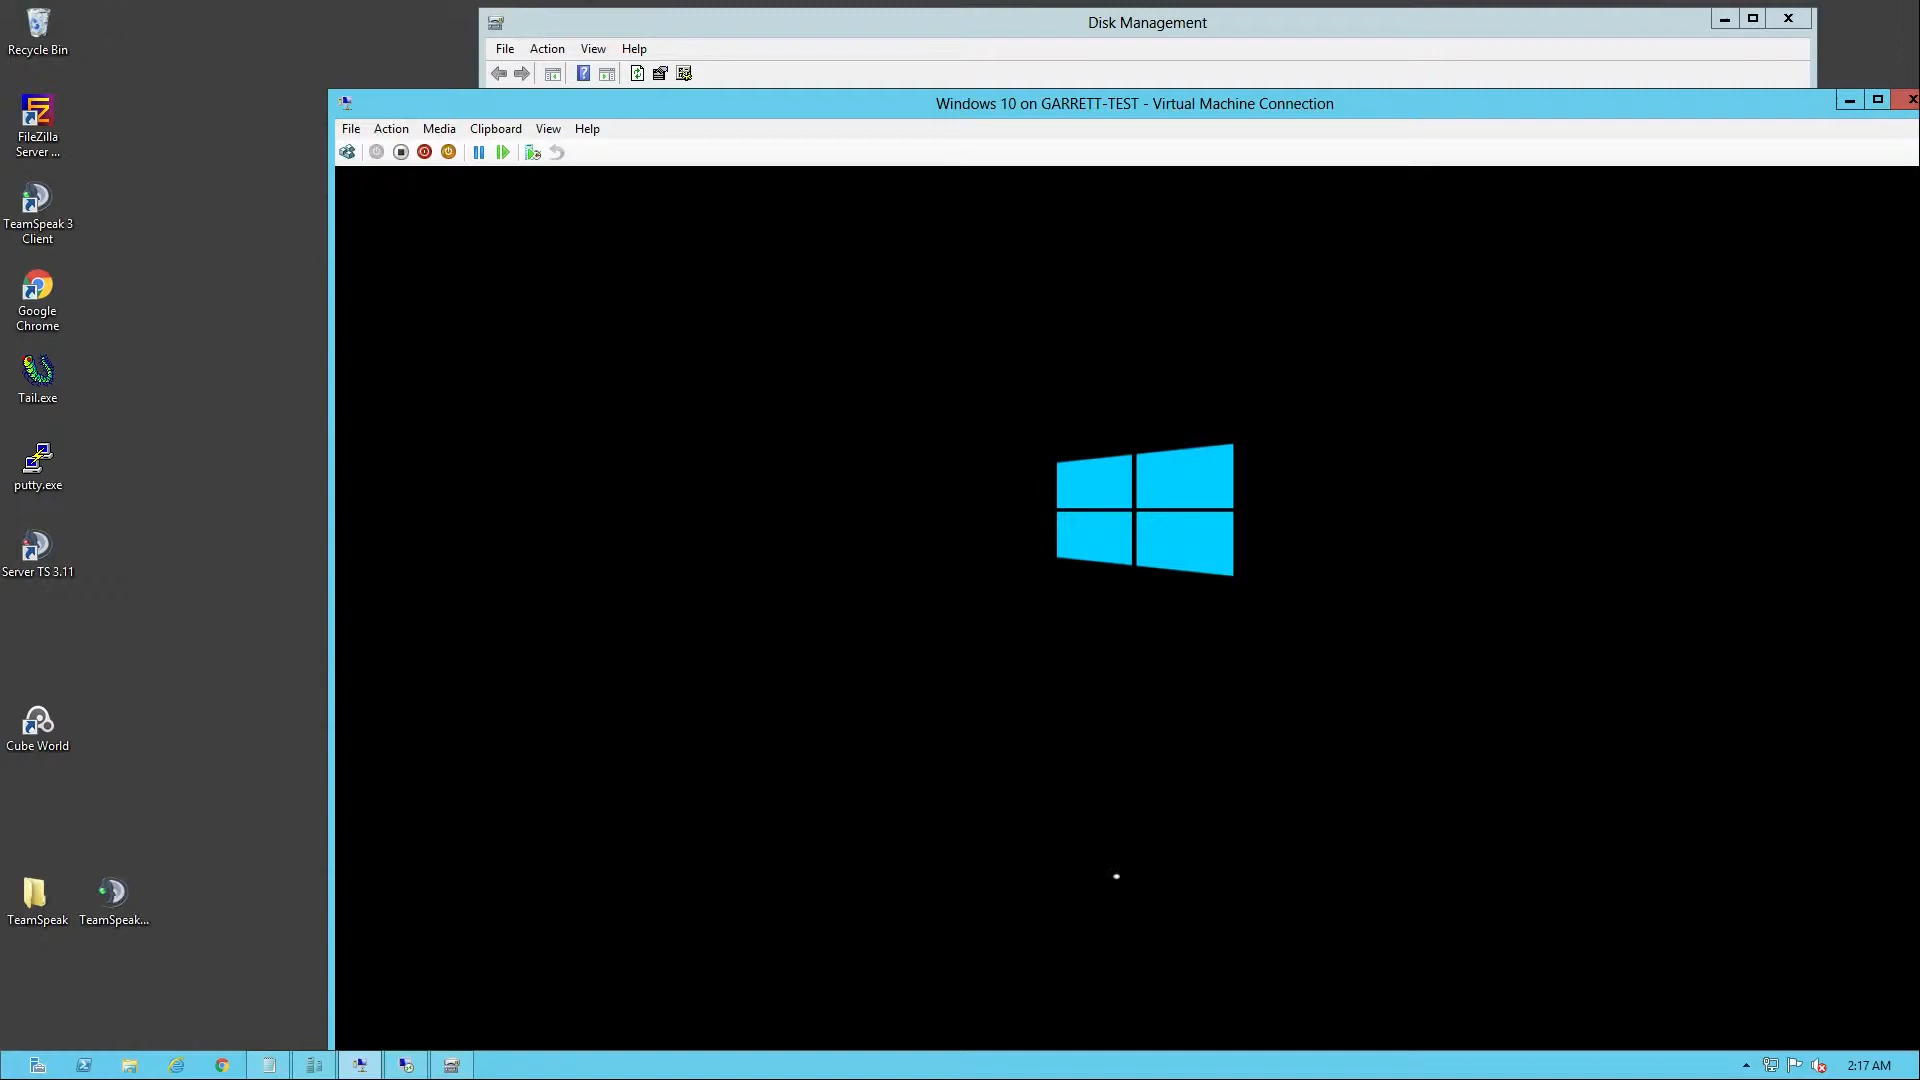 Recycle Bin
FileZilla
Server ...
TeamSpeak 3
Client
Google
Chrome
Tail.exe
putty.exe
Server TS 3.11
Cube World
TeamSpeak
TeamSpeak...
Disk Management
File Action View Help
Windows 10 on GARRETT-TEST - Virtual Machine Connection
File Action Media Clipboard View Help
2:17 AM